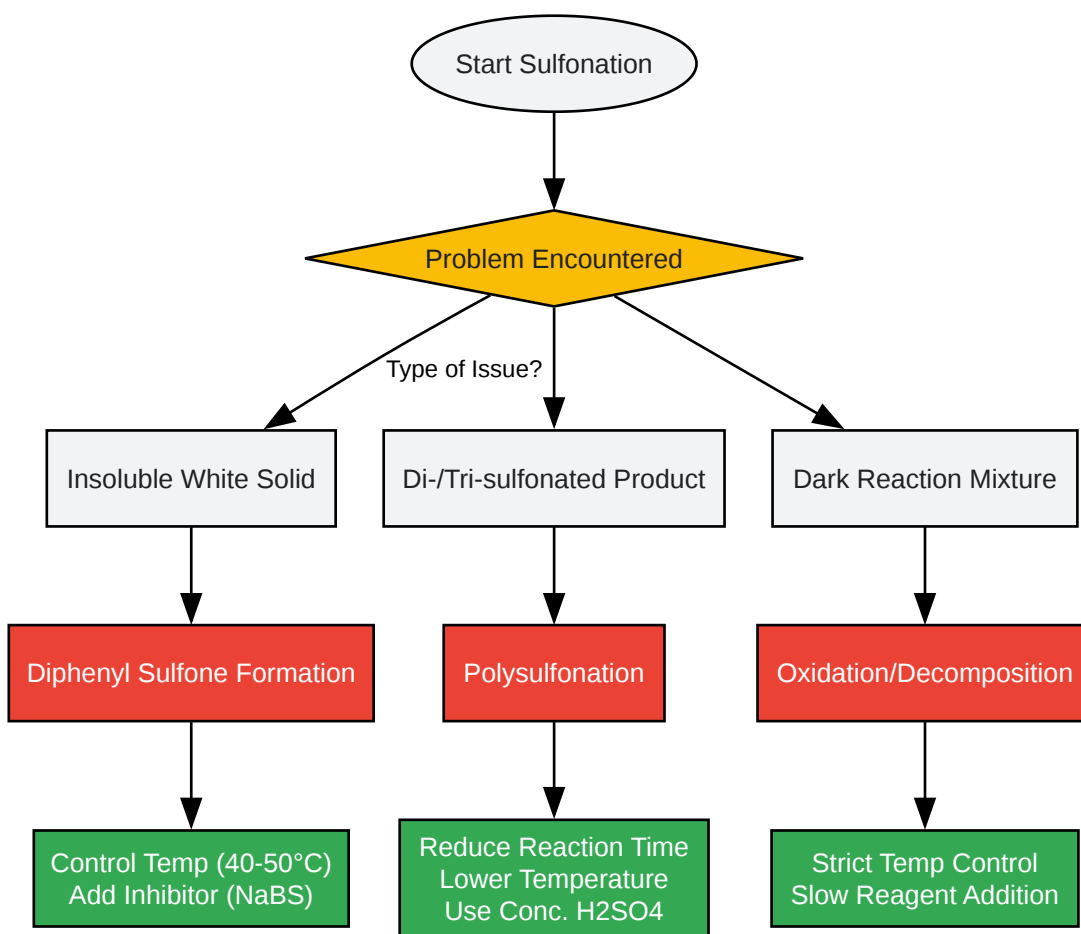 Start Sulfonation
Problem Encountered
Type of Issue?
Insoluble White Solid
Di-/Tri-sulfonated Product
Dark Reaction Mixture
Diphenyl Sulfone Formation
Polysulfonation
Oxidation/Decomposition
Control Temp (40-50°C)
Add Inhibitor (NaBS)
Reduce Reaction Time
Lower Temperature
Use Conc. H2SO4
Strict Temp Control
Slow Reagent Addition